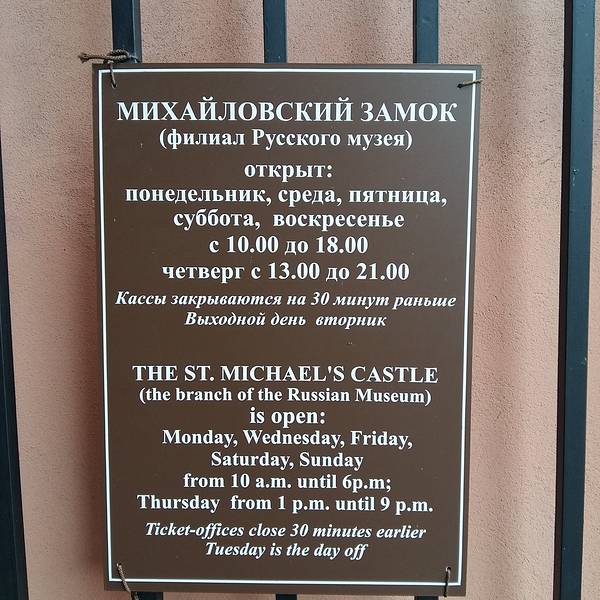 МИХАЙЛОВСКИЙ ЗАМОК
(филиал Русского музея)
открыт:
понедельник, среда, пятница,
суббота, воскресенье
с 10.00 до 18.00
четверг с 13.00 до 21.00
Кассы закрываются на 30 минут раньше
Выходной день вторник
THE ST. MICHAEL'S CASTLE
(the branch of the Russian Museum)
is open:
Monday, Wednesday, Friday,
Saturday, Sunday
from 10 a.m. until 6p.m;
Thursday from 1 p.m. until 9 p.m.
Ticket-offices close 30 minutes earlier
Tuesday is the day off